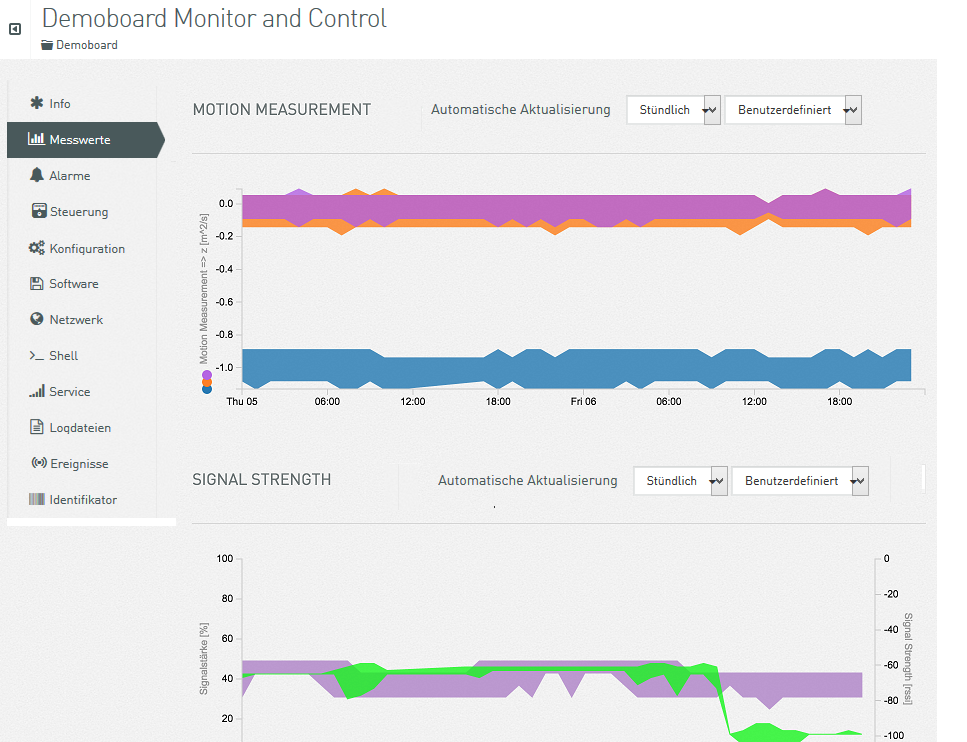 Demoboard Monitor and Control
Demoboard
Info
Messwerte
Alarme
Steuerung
Konfiguration
Software
Netzwerk
Shell
Service
Logdateien
Ereignisse
Identifikator
MOTION MEASUREMENT
Automatische Aktualisierung
Stündlich
Benutzerdefiniert
Motion Measurement => z [m^2/s]
0.0
-0.2
-0.4
-0.6
-0.8
-1.0
Thu 05 06:00 12:00 18:00 Fri 06 06:00 12:00 18:00
SIGNAL STRENGTH
Automatische Aktualisierung
Stündlich
Benutzerdefiniert
Signalstärke [%]
100
80
60
40
20
0
-20
-40
-60
-80
-100
Signal Strength [rssi]